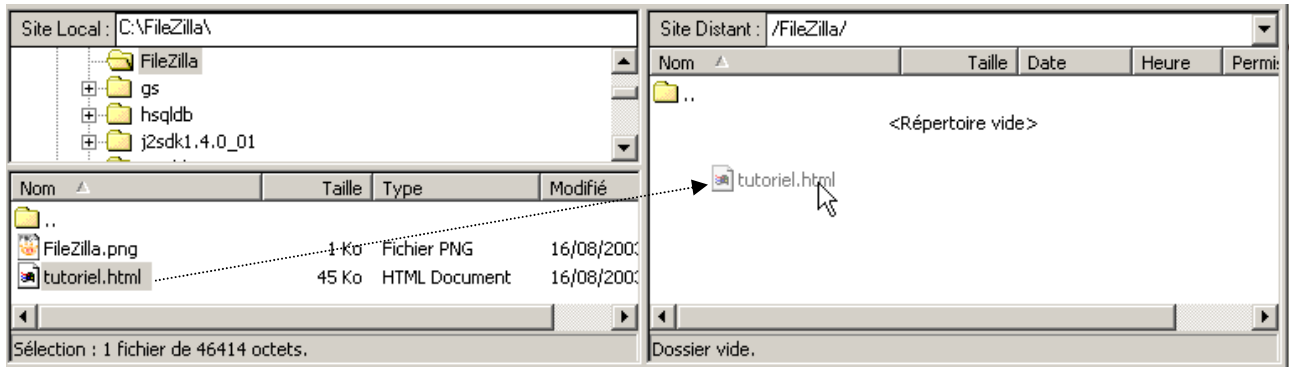 Site Local : C:\FileZilla\
FileZilla
gs
hsqldb
j2sdk1.4.0_01
Nom Taille Type Modifié
..
FileZilla.png 1 Ko Fichier PNG 16/08/2003
tutoriel.html 45 Ko HTML Document 16/08/2003
Sélection : 1 fichier de 46414 octets.
Site Distant : /FileZilla/
Nom Taille Date Heure Permis
..
<Répertoire vide>
tutoriel.html
Dossier vide.